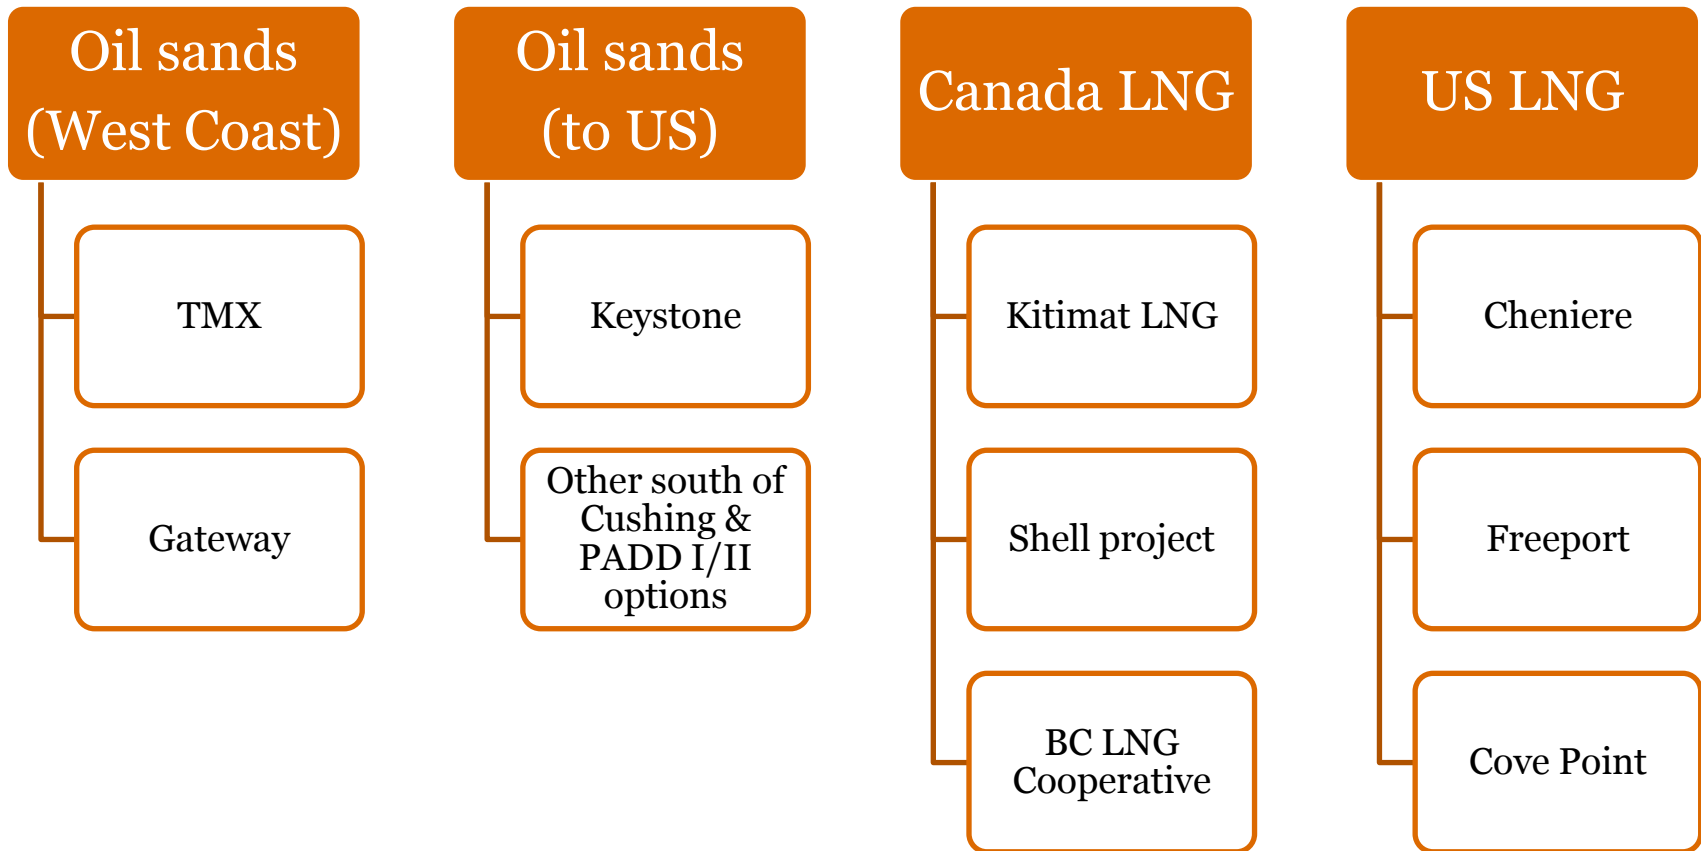 Oil sands
(West Coast)
TMX
Gateway
Oil sands
(to US)
Keystone
Other south of
Cushing &
PADD I/II
options
Canada LNG
Kitimat LNG
Shell project
BC LNG
Cooperative
US LNG
Cheniere
Freeport
Cove Point